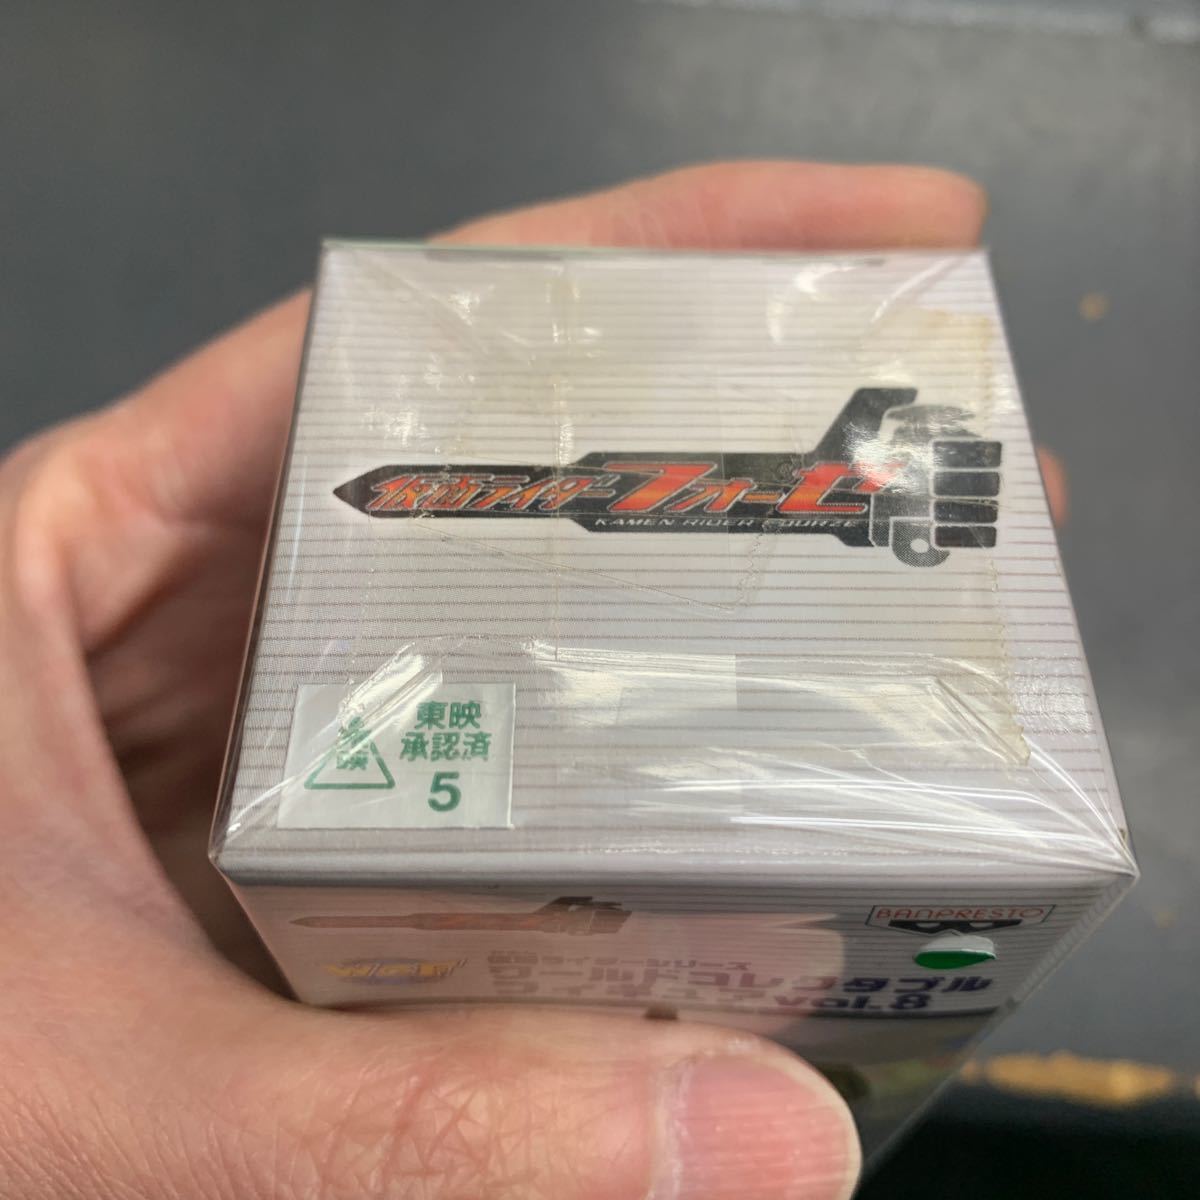 仮面ライダーフォーゼ
KAMEN RIDER FOURZE
東映
承認済
5
BANPRESTO
WCF
仮面ライダーシリーズ
ワールドコレクタブル
フィギュアvol.8